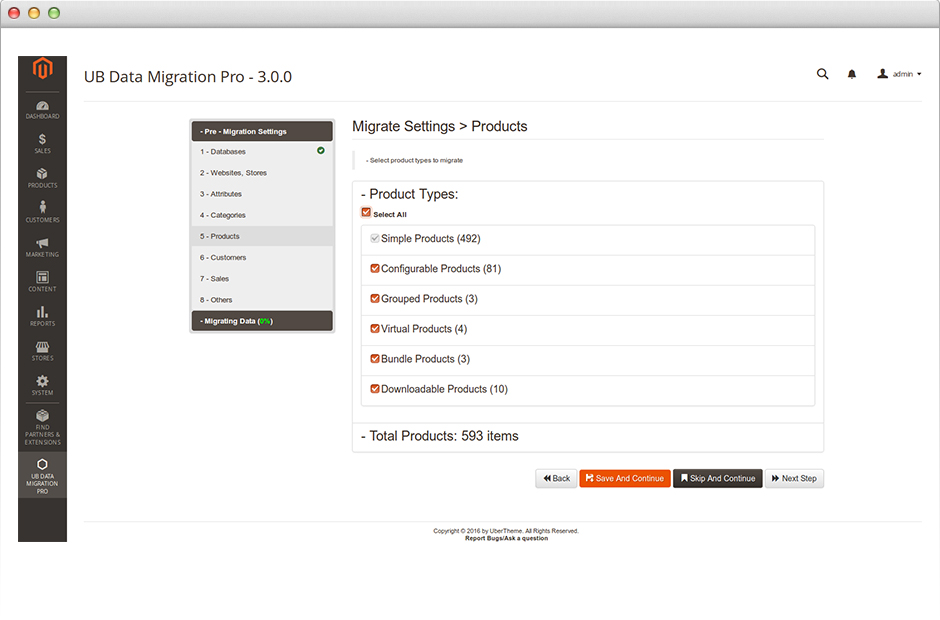 UB Data Migration Pro - 3.0.0
admin
DASHBOARD
SALES
PRODUCTS
CUSTOMERS
MARKETING
CONTENT
REPORTS
STORES
SYSTEM
FIND
PARTNERS &
EXTENSIONS
UB DATA
MIGRATION
PRO
- Pre - Migration Settings
1 - Databases
2 - Websites, Stores
3 - Attributes
4 - Categories
5 - Products
6 - Customers
7 - Sales
8 - Others
- Migrating Data (0%)
Migrate Settings > Products
- Select product types to migrate
- Product Types:
Select All
Simple Products (492)
Configurable Products (81)
Grouped Products (3)
Virtual Products (4)
Bundle Products (3)
Downloadable Products (10)
- Total Products: 593 items
Back Save And Continue Skip And Continue Next Step
Copyright © 2016 by UberTheme. All Rights Reserved.
Report Bugs/Ask a question